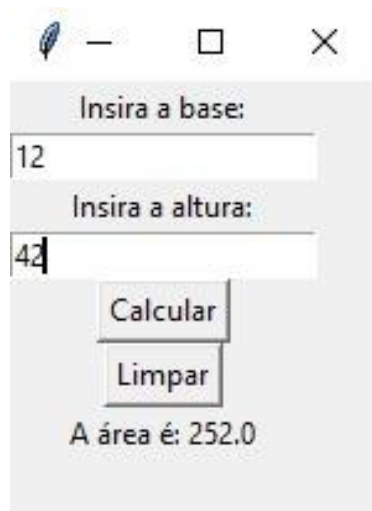 Insira a base:
12
Insira a altura:
42
Calcular
Limpar
A área é: 252.0